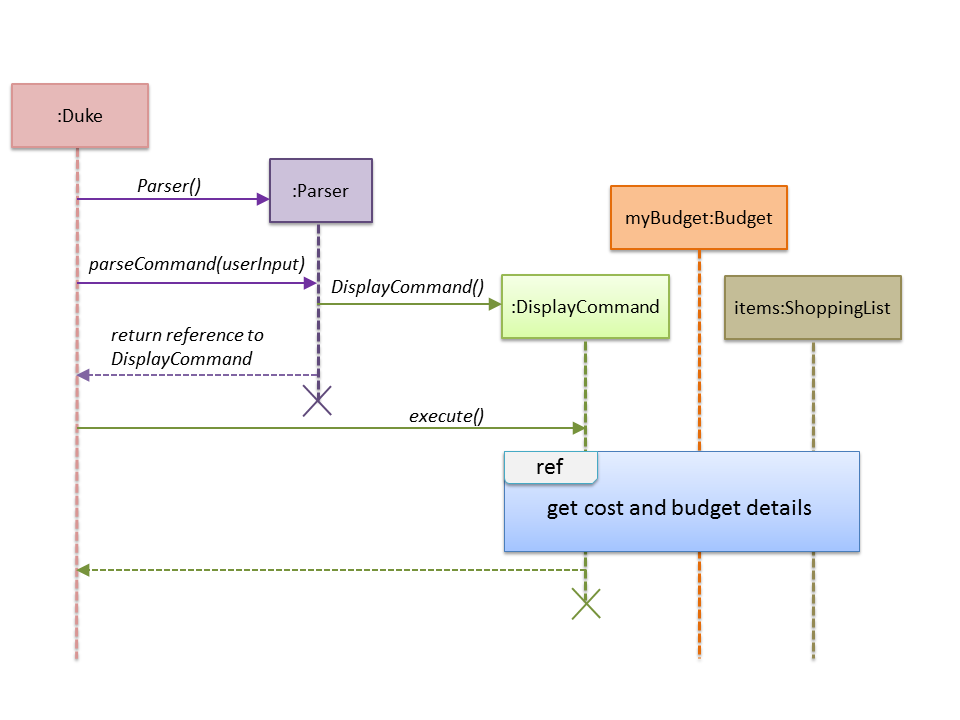 :Duke
Parser()
:Parser
myBudget:Budget
parseCommand(userInput)
DisplayCommand()
:DisplayCommand
items:ShoppingList
return reference to
DisplayCommand
execute()
ref
get cost and budget details